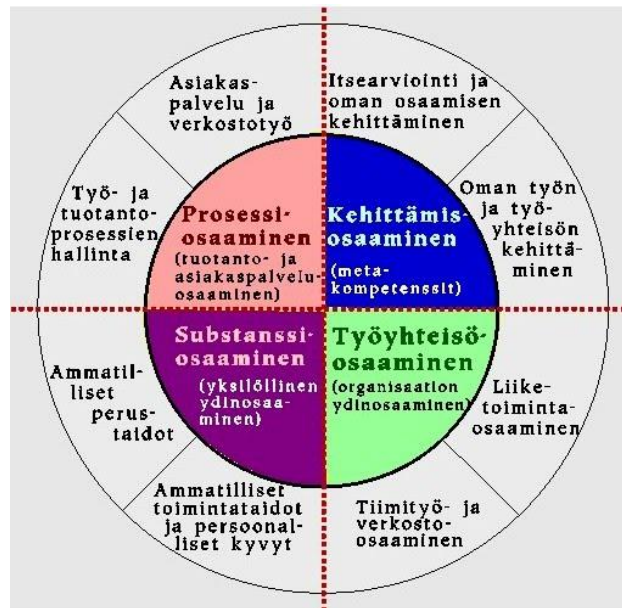 Asiakas-
palvelu ja
verkostotyö
Itsearviointi ja
oman osaamisen
kehittäminen
Työ- ja
tuotanto-
prosessien
hallinta
Oman työn
ja työ-
yhteisön
kehittä-
minen
Prosessi-
osaaminen
(tuotanto- ja
asiakaspalvelu-
osaaminen)
Kehittämis-
osaaminen
(meta-
kompetenssit)
Substanssi-
osaaminen
(yksilöllinen
ydinosaa-
minen)
Työyhteisö-
osaaminen
(organisaation
ydinosaaminen)
Ammatil-
liset
perus-
taidot
Liike-
toiminta-
osaaminen
Ammatilliset
toimintataidot
ja persoonal-
liset kyvyt
Tiimityö- ja
verkosto-
osaaminen